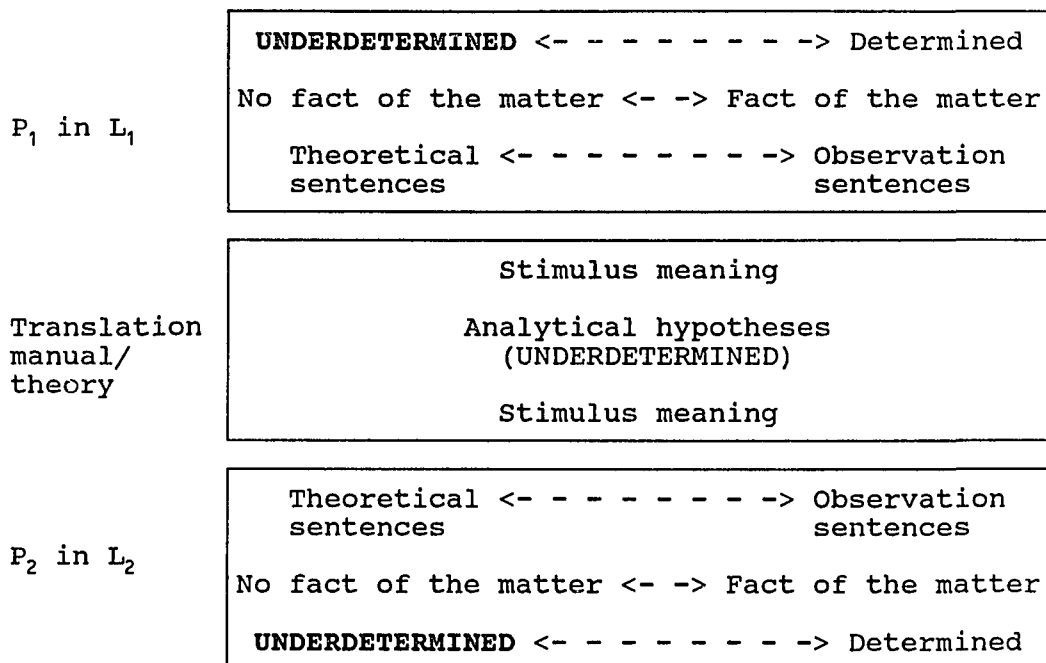 UNDERDETERMINED <- - - - - - - - -> Determined
No fact of the matter <- -> Fact of the matter
P₁ in L₁
Theoretical <- - - - - - - - -> Observation
sentences sentences
Stimulus meaning
Translation Analytical hypotheses
manual/ (UNDERDETERMINED)
theory
Stimulus meaning
Theoretical <- - - - - - - - -> Observation
sentences sentences
P₂ in L₂
No fact of the matter <- -> Fact of the matter
UNDERDETERMINED <- - - - - - - - -> Determined